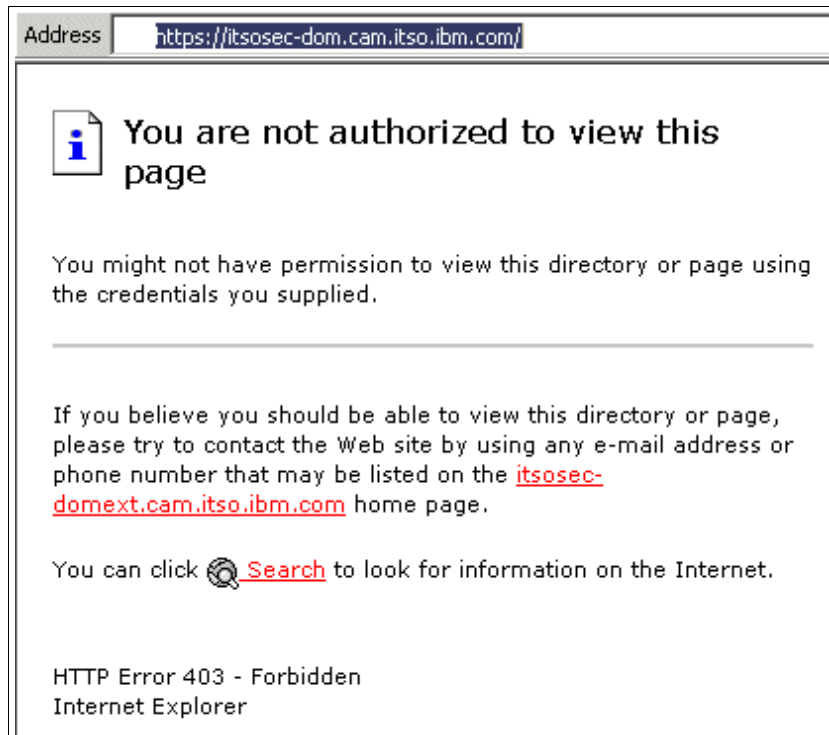 Address https://itsosec-dom.cam.itso.ibm.com/
You are not authorized to view this
page
You might not have permission to view this directory or page using
the credentials you supplied.
If you believe you should be able to view this directory or page,
please try to contact the Web site by using any e-mail address or
phone number that may be listed on the itsosec-
domext.cam.itso.ibm.com home page.
You can click Search to look for information on the Internet.
HTTP Error 403 - Forbidden
Internet Explorer